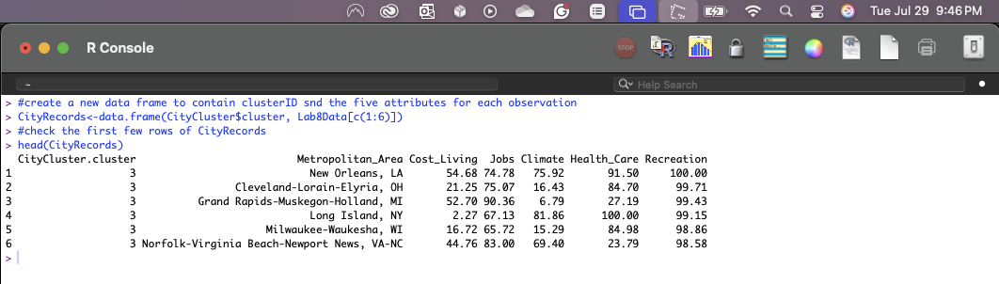 Tue Jul 29 9:46 PM
R Console
STOP
~
Help Search
> #create a new data frame to contain clusterID snd the five attributes for each observation
> CityRecords<-data.frame(CityCluster$cluster, Lab8Data[c(1:6)])
> #check the first few rows of CityRecords
> head(CityRecords)
CityCluster.cluster Metropolitan_Area Cost_Living Jobs Climate Health_Care Recreation
1 3 New Orleans, LA 54.68 74.78 75.92 91.50 100.00
2 3 Cleveland-Lorain-Elyria, OH 21.25 75.07 16.43 84.70 99.71
3 3 Grand Rapids-Muskegon-Holland, MI 52.70 90.36 6.79 27.19 99.43
4 3 Long Island, NY 2.27 67.13 81.86 100.00 99.15
5 3 Milwaukee-Waukesha, WI 16.72 65.72 15.29 84.98 98.86
6 3 Norfolk-Virginia Beach-Newport News, VA-NC 44.76 83.00 69.40 23.79 98.58
>